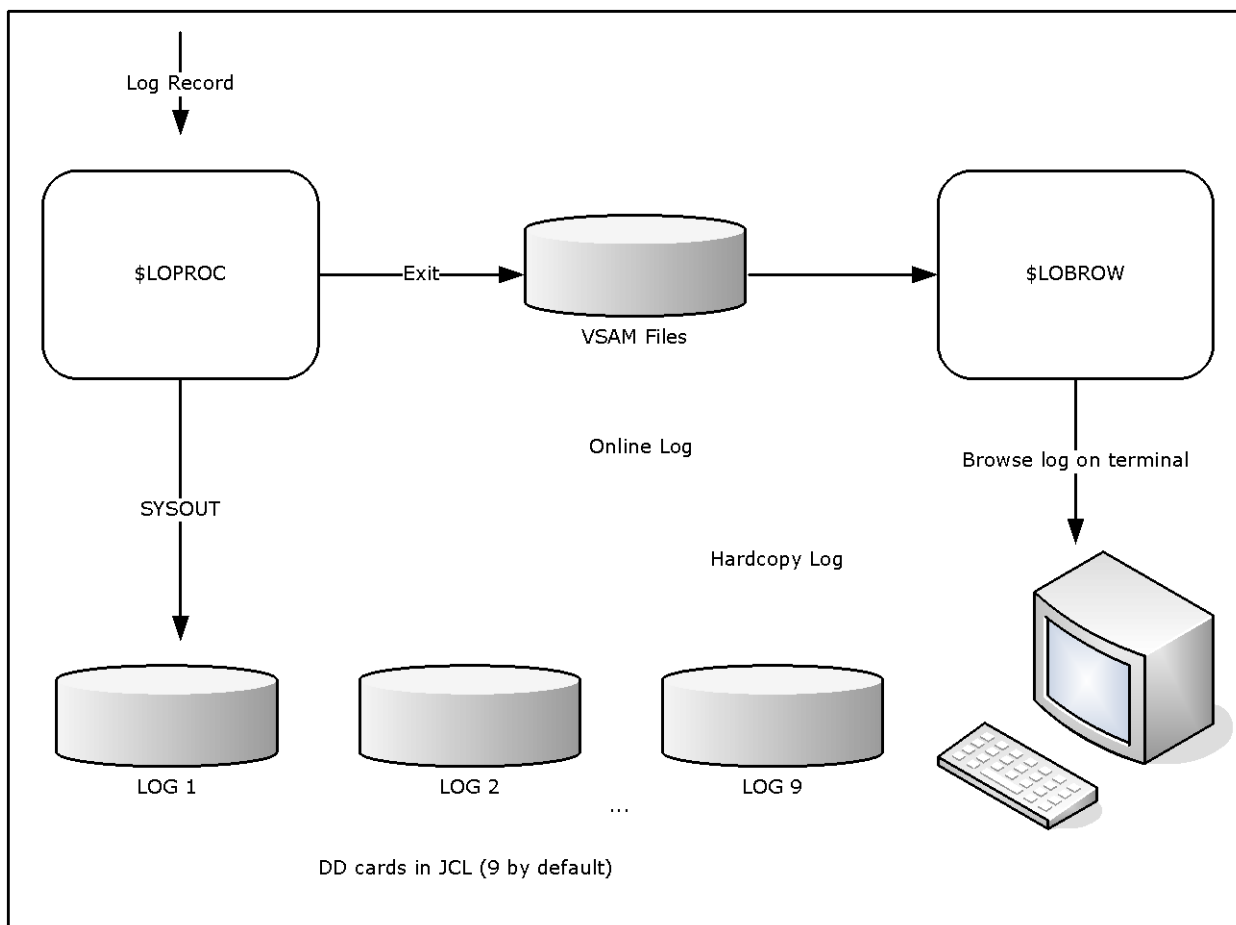 Log Record
$LOPROC
Exit
VSAM Files
$LOBROW
Online Log
Browse log on terminal
SYSOUT
Hardcopy Log
LOG 1
LOG 2
...
LOG 9
DD cards in JCL (9 by default)